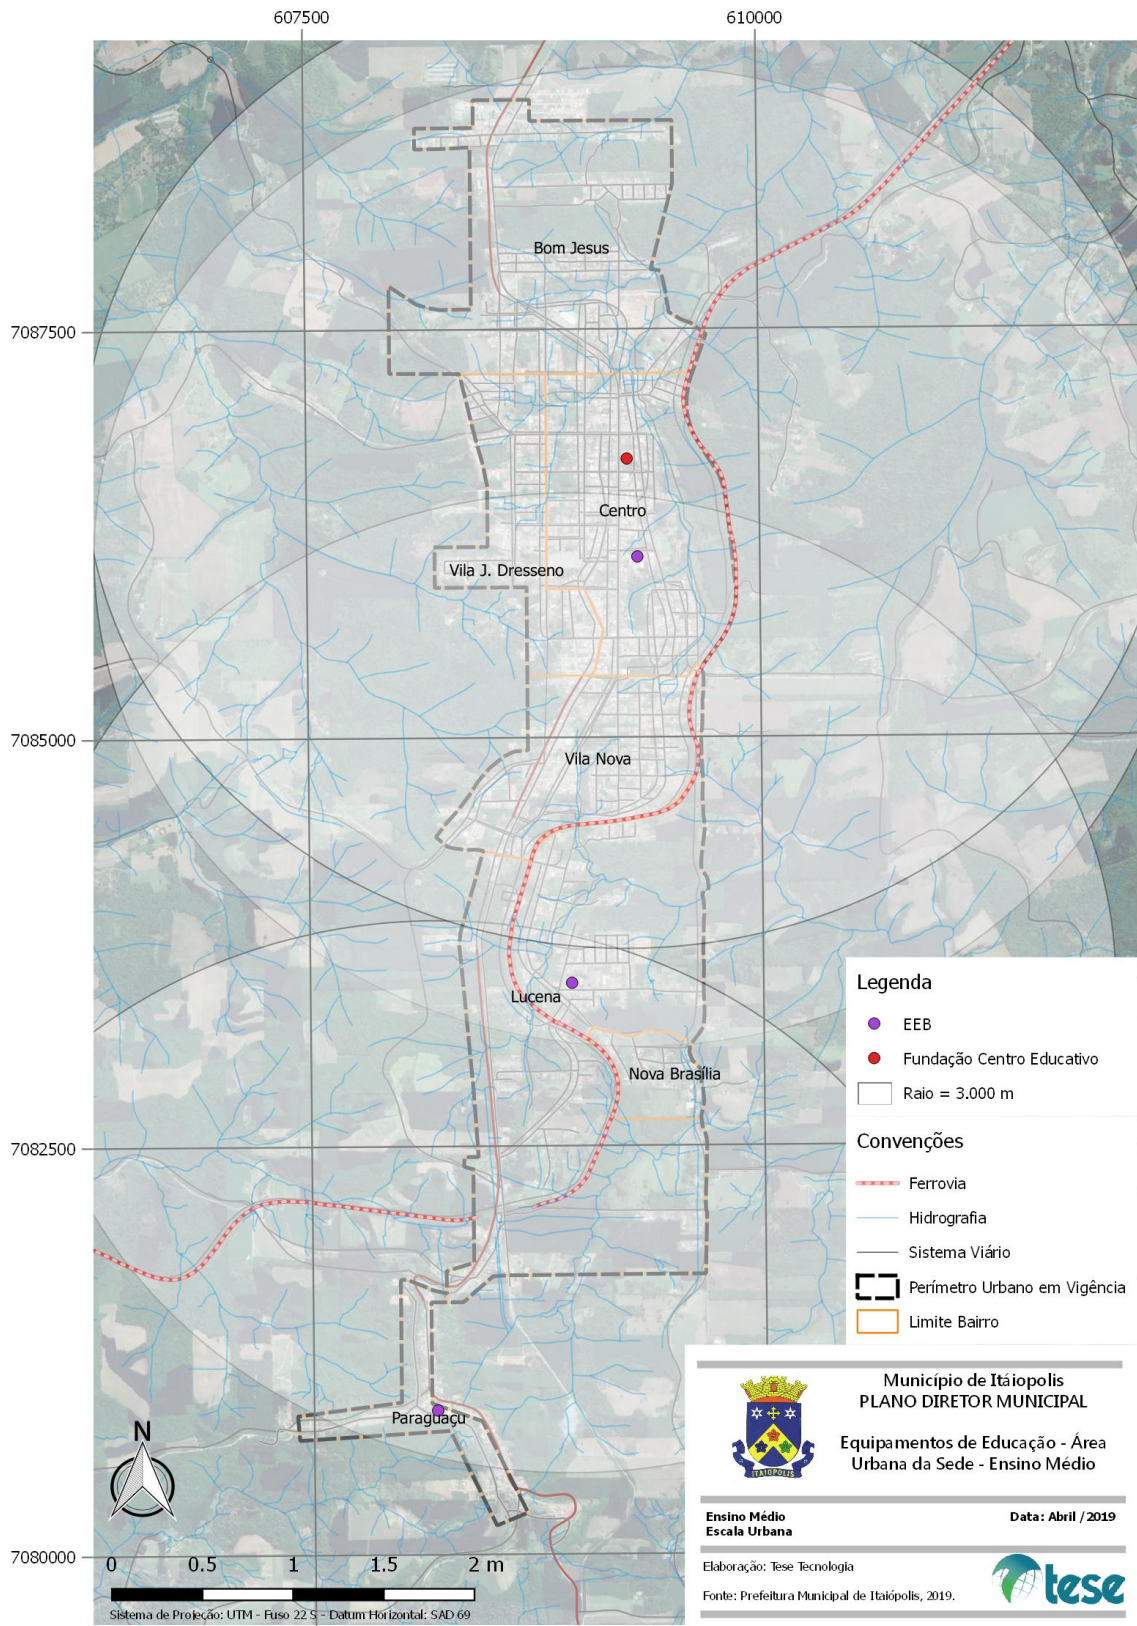 607500
610000
7087500
7085000
7082500
7080000
Bom Jesus
Centro
Vila J. Dresseno
Vila Nova
Lucena
Nova Brasília
Paraguaçu
Legenda
EEB
Fundação Centro Educativo
Raio = 3.000 m
Convenções
Ferrovia
Hidrografia
Sistema Viário
Perímetro Urbano em Vigência
Limite Bairro
N
0 0.5 1 1.5 2 m
Sistema de Projeção: UTM - Fuso 22 S - Datum Horizontal: SAD 69
ITAIÓPOLIS
Município de Itáiopolis
PLANO DIRETOR MUNICIPAL
Equipamentos de Educação - Área
Urbana da Sede - Ensino Médio
Ensino Médio
Escala Urbana
Data: Abril /2019
Elaboração: Tese Tecnologia
Fonte: Prefeitura Municipal de Itaiópolis, 2019.
tese